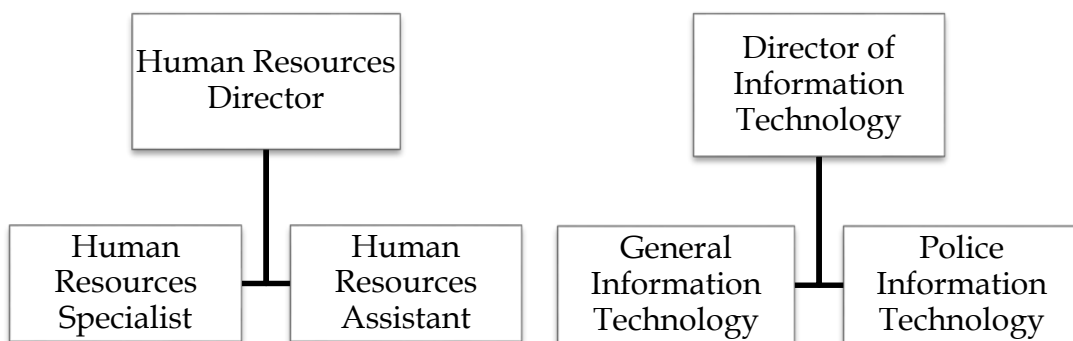 Human Resources
Director
Director of
Information
Technology
Human
Resources
Specialist
Human
Resources
Assistant
General
Information
Technology
Police
Information
Technology